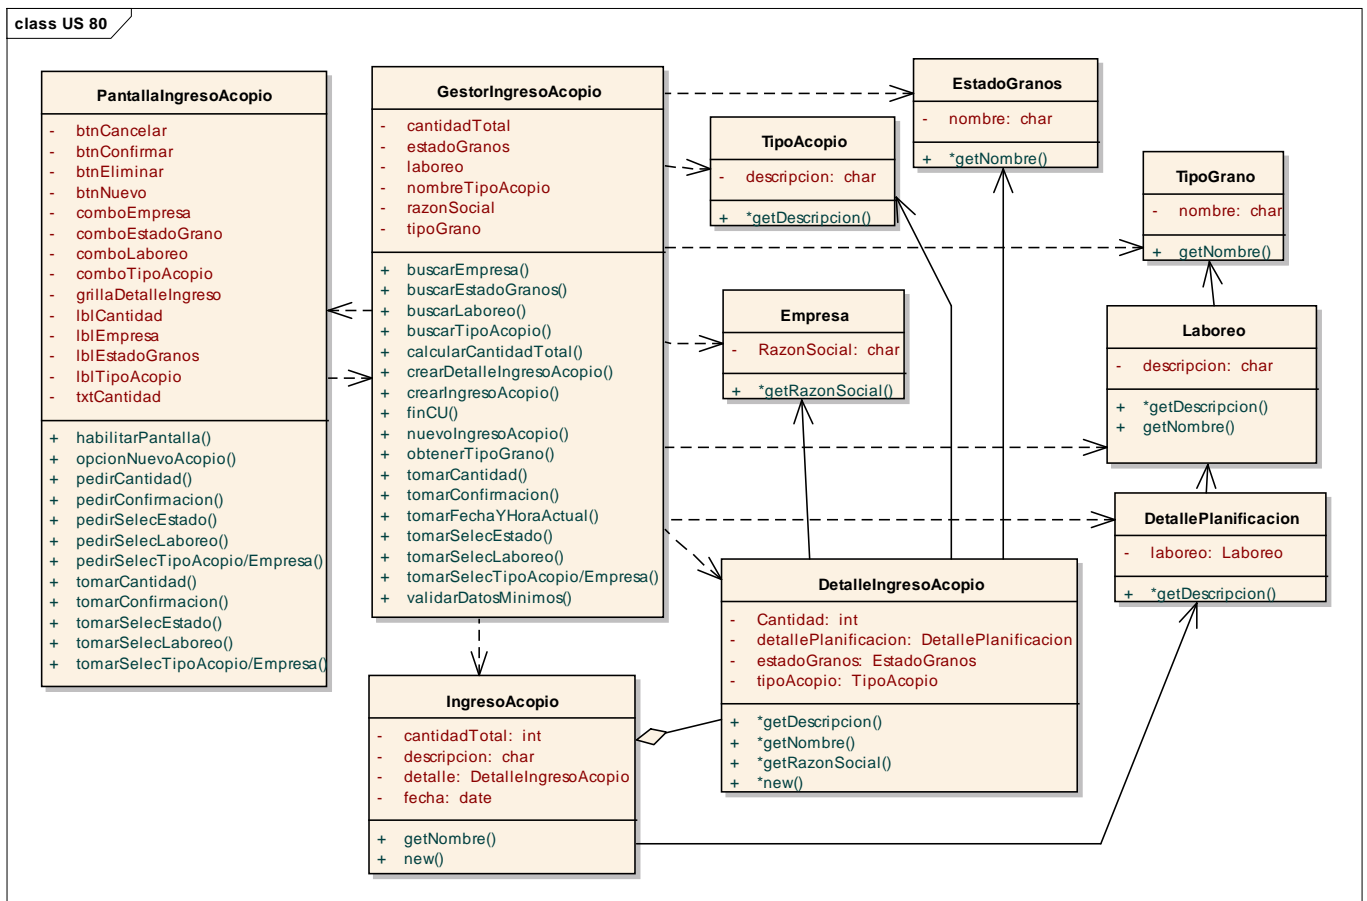 class US 80
PantallaIngresoAcopio
- btnCancelar
- btnConfirmar
- btnEliminar
- btnNuevo
- comboEmpresa
- comboEstadoGrano
- comboLaboreo
- comboTipoAcopio
- grillaDetalleIngreso
- lblCantidad
- lblEmpresa
- lblEstadoGranos
- lblTipoAcopio
- txtCantidad
+ habilitarPantalla()
+ opcionNuevoAcopio()
+ pedirCantidad()
+ pedirConfirmacion()
+ pedirSelecEstado()
+ pedirSelecLaboreo()
+ pedirSelecTipoAcopio/Empresa()
+ tomarCantidad()
+ tomarConfirmacion()
+ tomarSelecEstado()
+ tomarSelecLaboreo()
+ tomarSelecTipoAcopio/Empresa()
GestorIngresoAcopio
- cantidadTotal
- estadoGranos
- laboreo
- nombreTipoAcopio
- razonSocial
- tipoGrano
+ buscarEmpresa()
+ buscarEstadoGranos()
+ buscarLaboreo()
+ buscarTipoAcopio()
+ calcularCantidadTotal()
+ crearDetalleIngresoAcopio()
+ crearIngresoAcopio()
+ finCU()
+ nuevoIngresoAcopio()
+ obtenerTipoGrano()
+ tomarCantidad()
+ tomarConfirmacion()
+ tomarFechaYHoraActual()
+ tomarSelecEstado()
+ tomarSelecLaboreo()
+ tomarSelecTipoAcopio/Empresa()
+ validarDatosMinimos()
EstadoGranos
- nombre: char
+ *getNombre()
TipoAcopio
- descripcion: char
+ *getDescripcion()
TipoGrano
- nombre: char
+ getNombre()
Empresa
- RazonSocial: char
+ *getRazonSocial()
Laboreo
- descripcion: char
+ *getDescripcion()
+ getNombre()
DetallePlanificacion
- laboreo: Laboreo
+ *getDescripcion()
DetalleIngresoAcopio
- Cantidad: int
- detallePlanificacion: DetallePlanificacion
- estadoGranos: EstadoGranos
- tipoAcopio: TipoAcopio
+ *getDescripcion()
+ *getNombre()
+ *getRazonSocial()
+ *new()
IngresoAcopio
- cantidadTotal: int
- descripcion: char
- detalle: DetalleIngresoAcopio
- fecha: date
+ getNombre()
+ new()